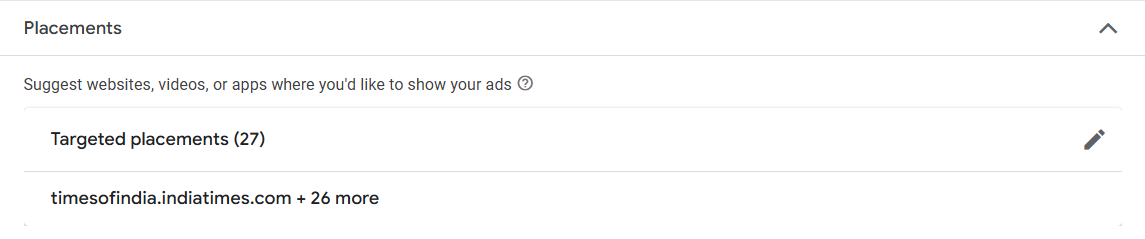 Placements
Suggest websites, videos, or apps where you'd like to show your ads
Targeted placements (27)
timesofindia.indiatimes.com + 26 more